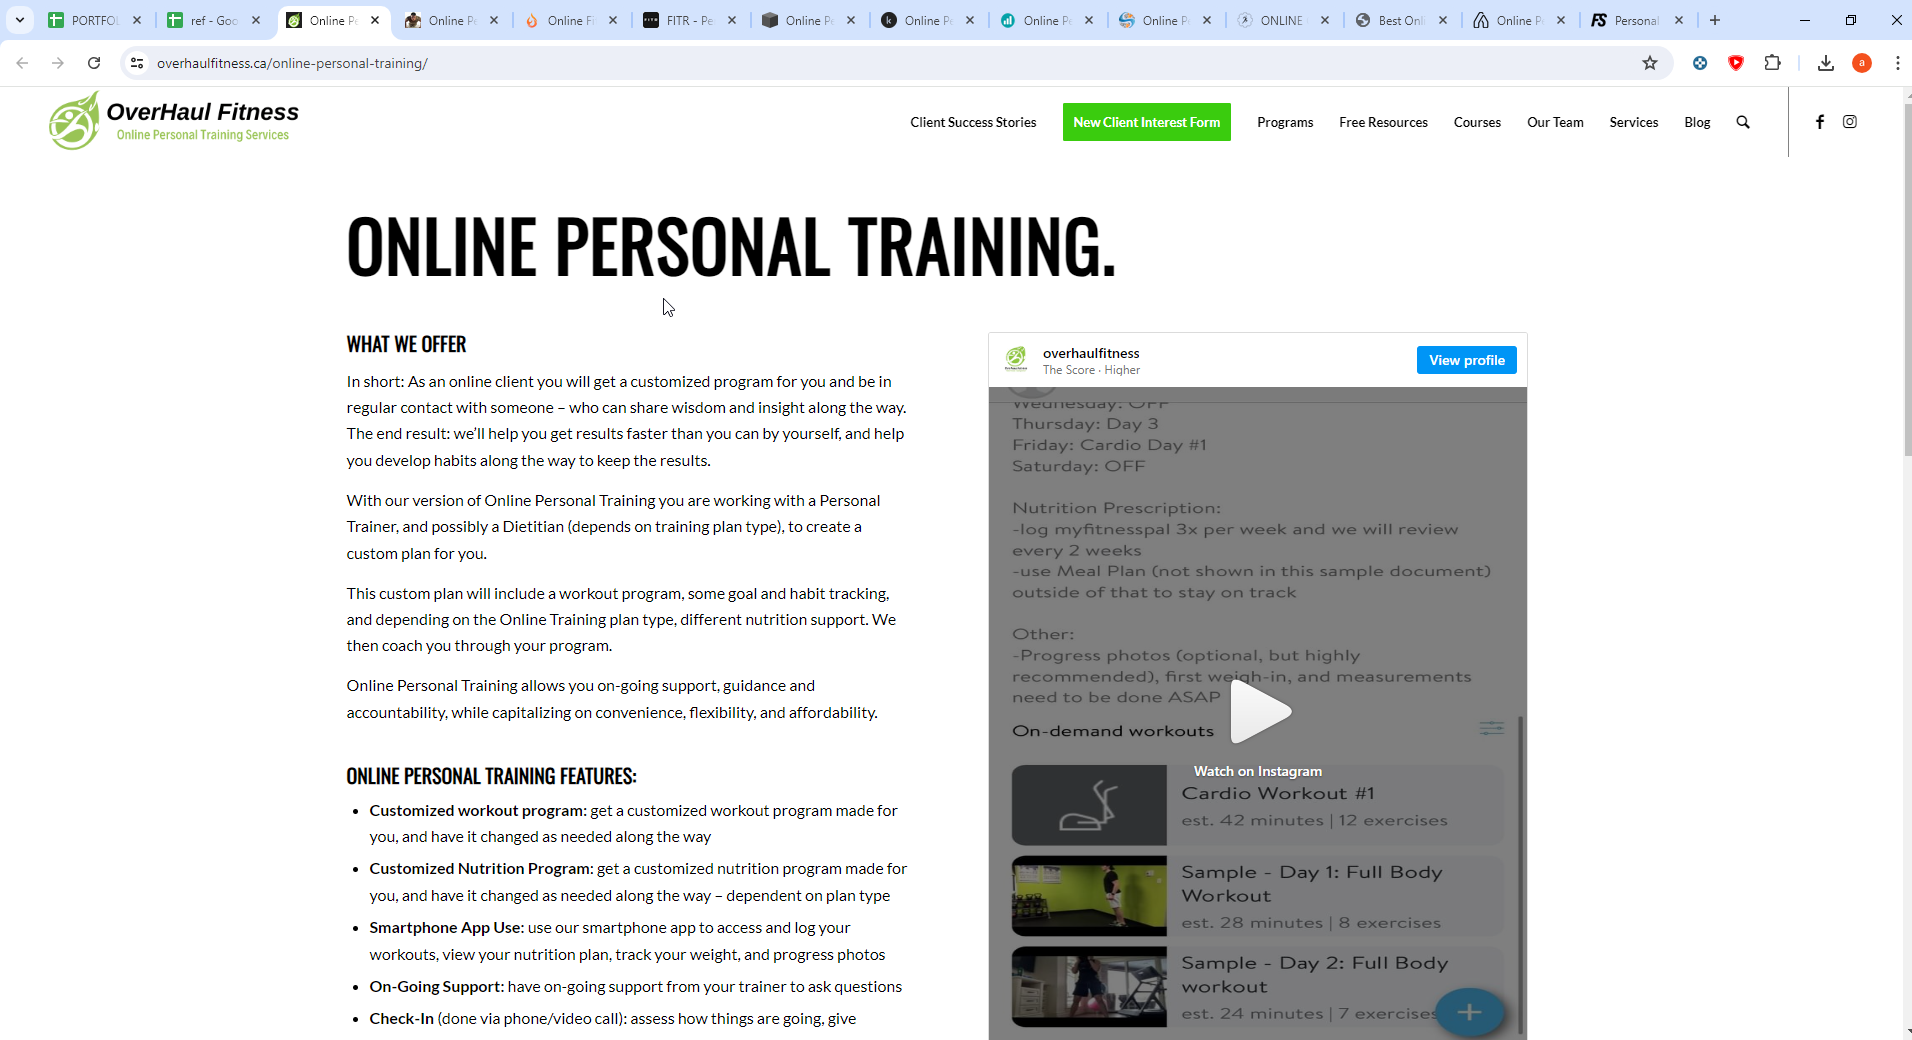 PORTFOL
ref - Goo
Online Pe
Online Pe
Online Fi
FITR - Pe
Online Pe
Online Pe
Online Pe
Online Pe
ONLINE
Best Onli
Online Pe
Personal
overhaulfitness.ca/online-personal-training/
a
OverHaul Fitness
Online Personal Training Services
Client Success Stories
New Client Interest Form
Programs
Free Resources
Courses
Our Team
Services
Blog
ONLINE PERSONAL TRAINING.
WHAT WE OFFER
In short: As an online client you will get a customized program for you and be in
regular contact with someone – who can share wisdom and insight along the way.
The end result: we’ll help you get results faster than you can by yourself, and help
you develop habits along the way to keep the results.
With our version of Online Personal Training you are working with a Personal
Trainer, and possibly a Dietitian (depends on training plan type), to create a
custom plan for you.
This custom plan will include a workout program, some goal and habit tracking,
and depending on the Online Training plan type, different nutrition support. We
then coach you through your program.
Online Personal Training allows you on-going support, guidance and
accountability, while capitalizing on convenience, flexibility, and affordability.
ONLINE PERSONAL TRAINING FEATURES:
• Customized workout program: get a customized workout program made for
you, and have it changed as needed along the way
• Customized Nutrition Program: get a customized nutrition program made for
you, and have it changed as needed along the way – dependent on plan type
• Smartphone App Use: use our smartphone app to access and log your
workouts, view your nutrition plan, track your weight, and progress photos
• On-Going Support: have on-going support from your trainer to ask questions
• Check-In (done via phone/video call): assess how things are going, give
overhaulfitness
The Score · Higher
View profile
Wednesday: OFF
Thursday: Day 3
Friday: Cardio Day #1
Saturday: OFF
Nutrition Prescription:
-log myfitnesspal 3x per week and we will review
every 2 weeks
-use Meal Plan (not shown in this sample document)
outside of that to stay on track
Other:
-Progress photos (optional, but highly
recommended), first weigh-in, and measurements
need to be done ASAP
On-demand workouts
Watch on Instagram
Cardio Workout #1
est. 42 minutes | 12 exercises
Sample - Day 1: Full Body
Workout
est. 28 minutes | 8 exercises
Sample - Day 2: Full Body
workout
est. 24 minutes | 7 exercises